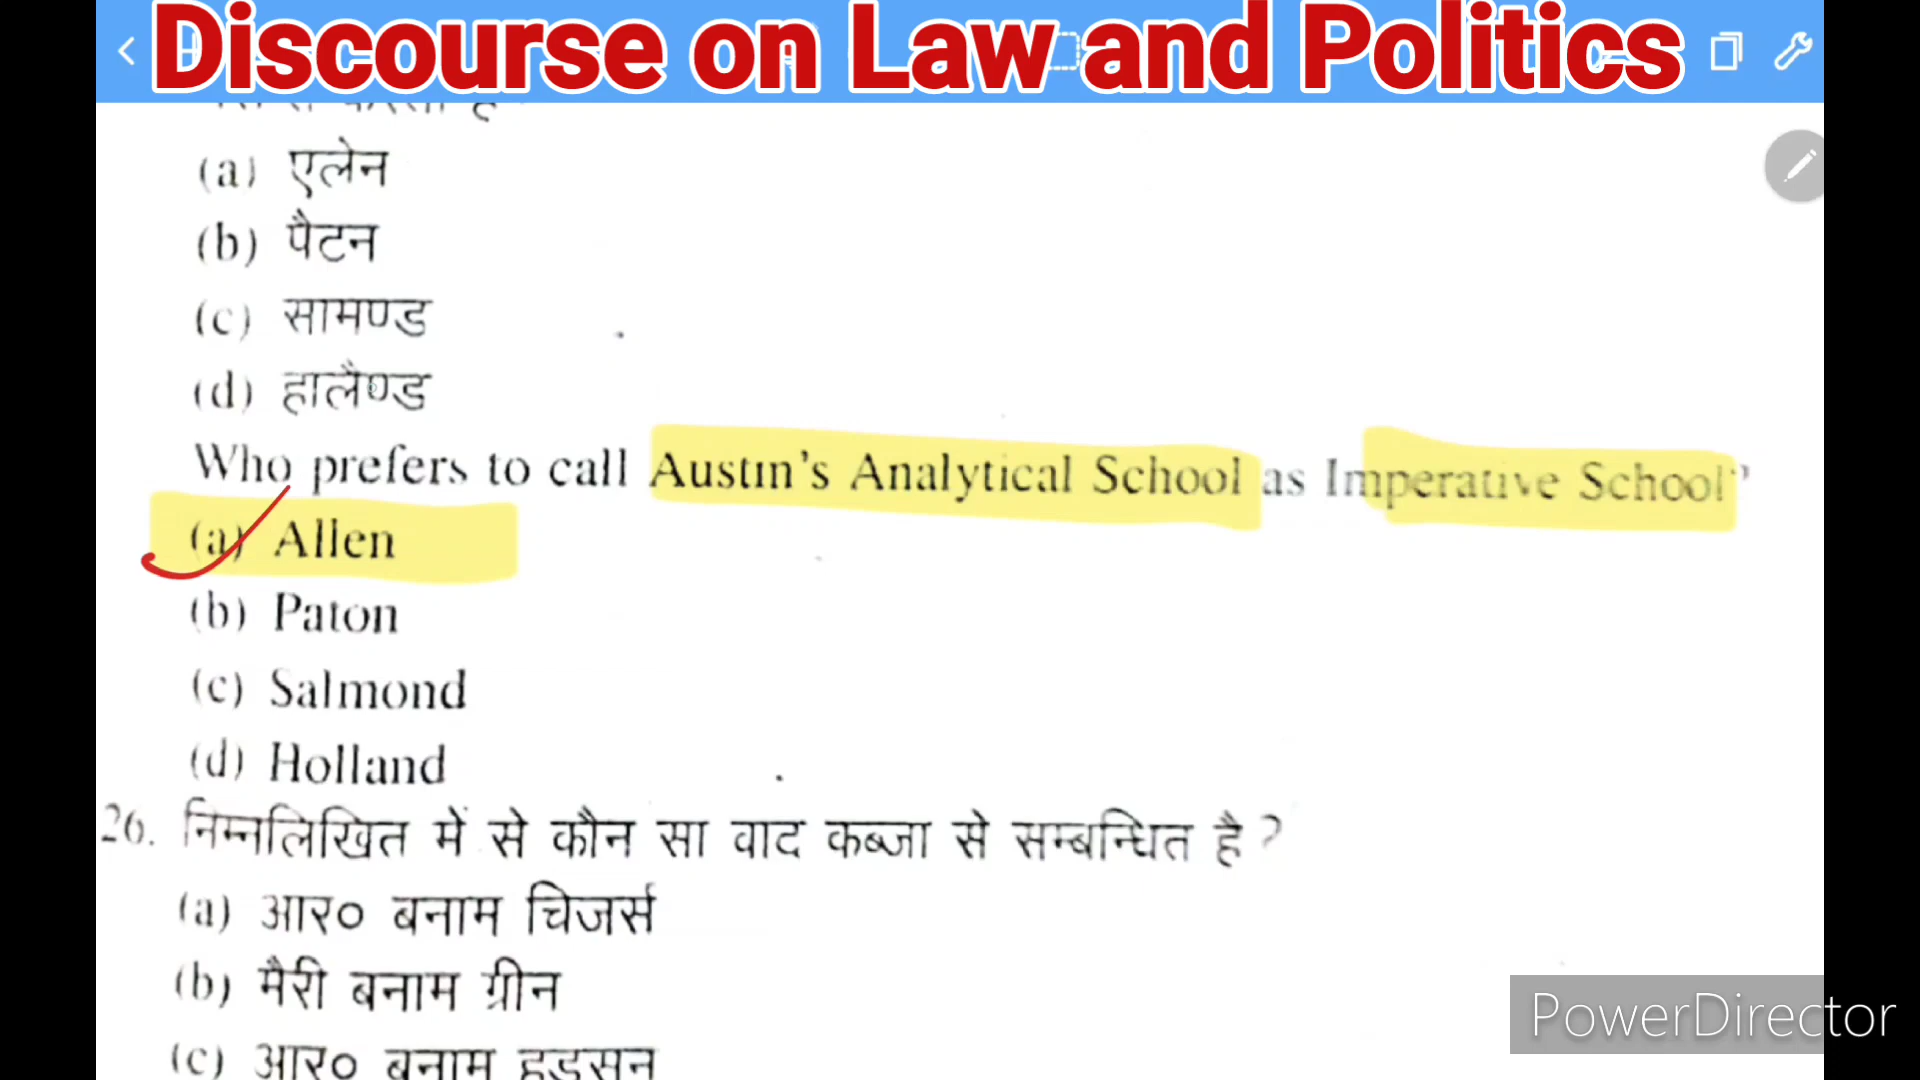 Discourse on Law and Politics
(a) एलेन
(b) पैटन
(c) सामण्ड
(d) हालैण्ड
Who prefers to call Austin's Analytical School as Imperative School?
(a) Allen
(b) Paton
(c) Salmond
(d) Holland
26. निम्नलिखित में से कौन सा वाद कब्जा से सम्बन्धित है ?
(a) आर० बनाम चिजर्स
(b) मैरी बनाम ग्रीन
(c) आर० बनाम हडसन
PowerDirector